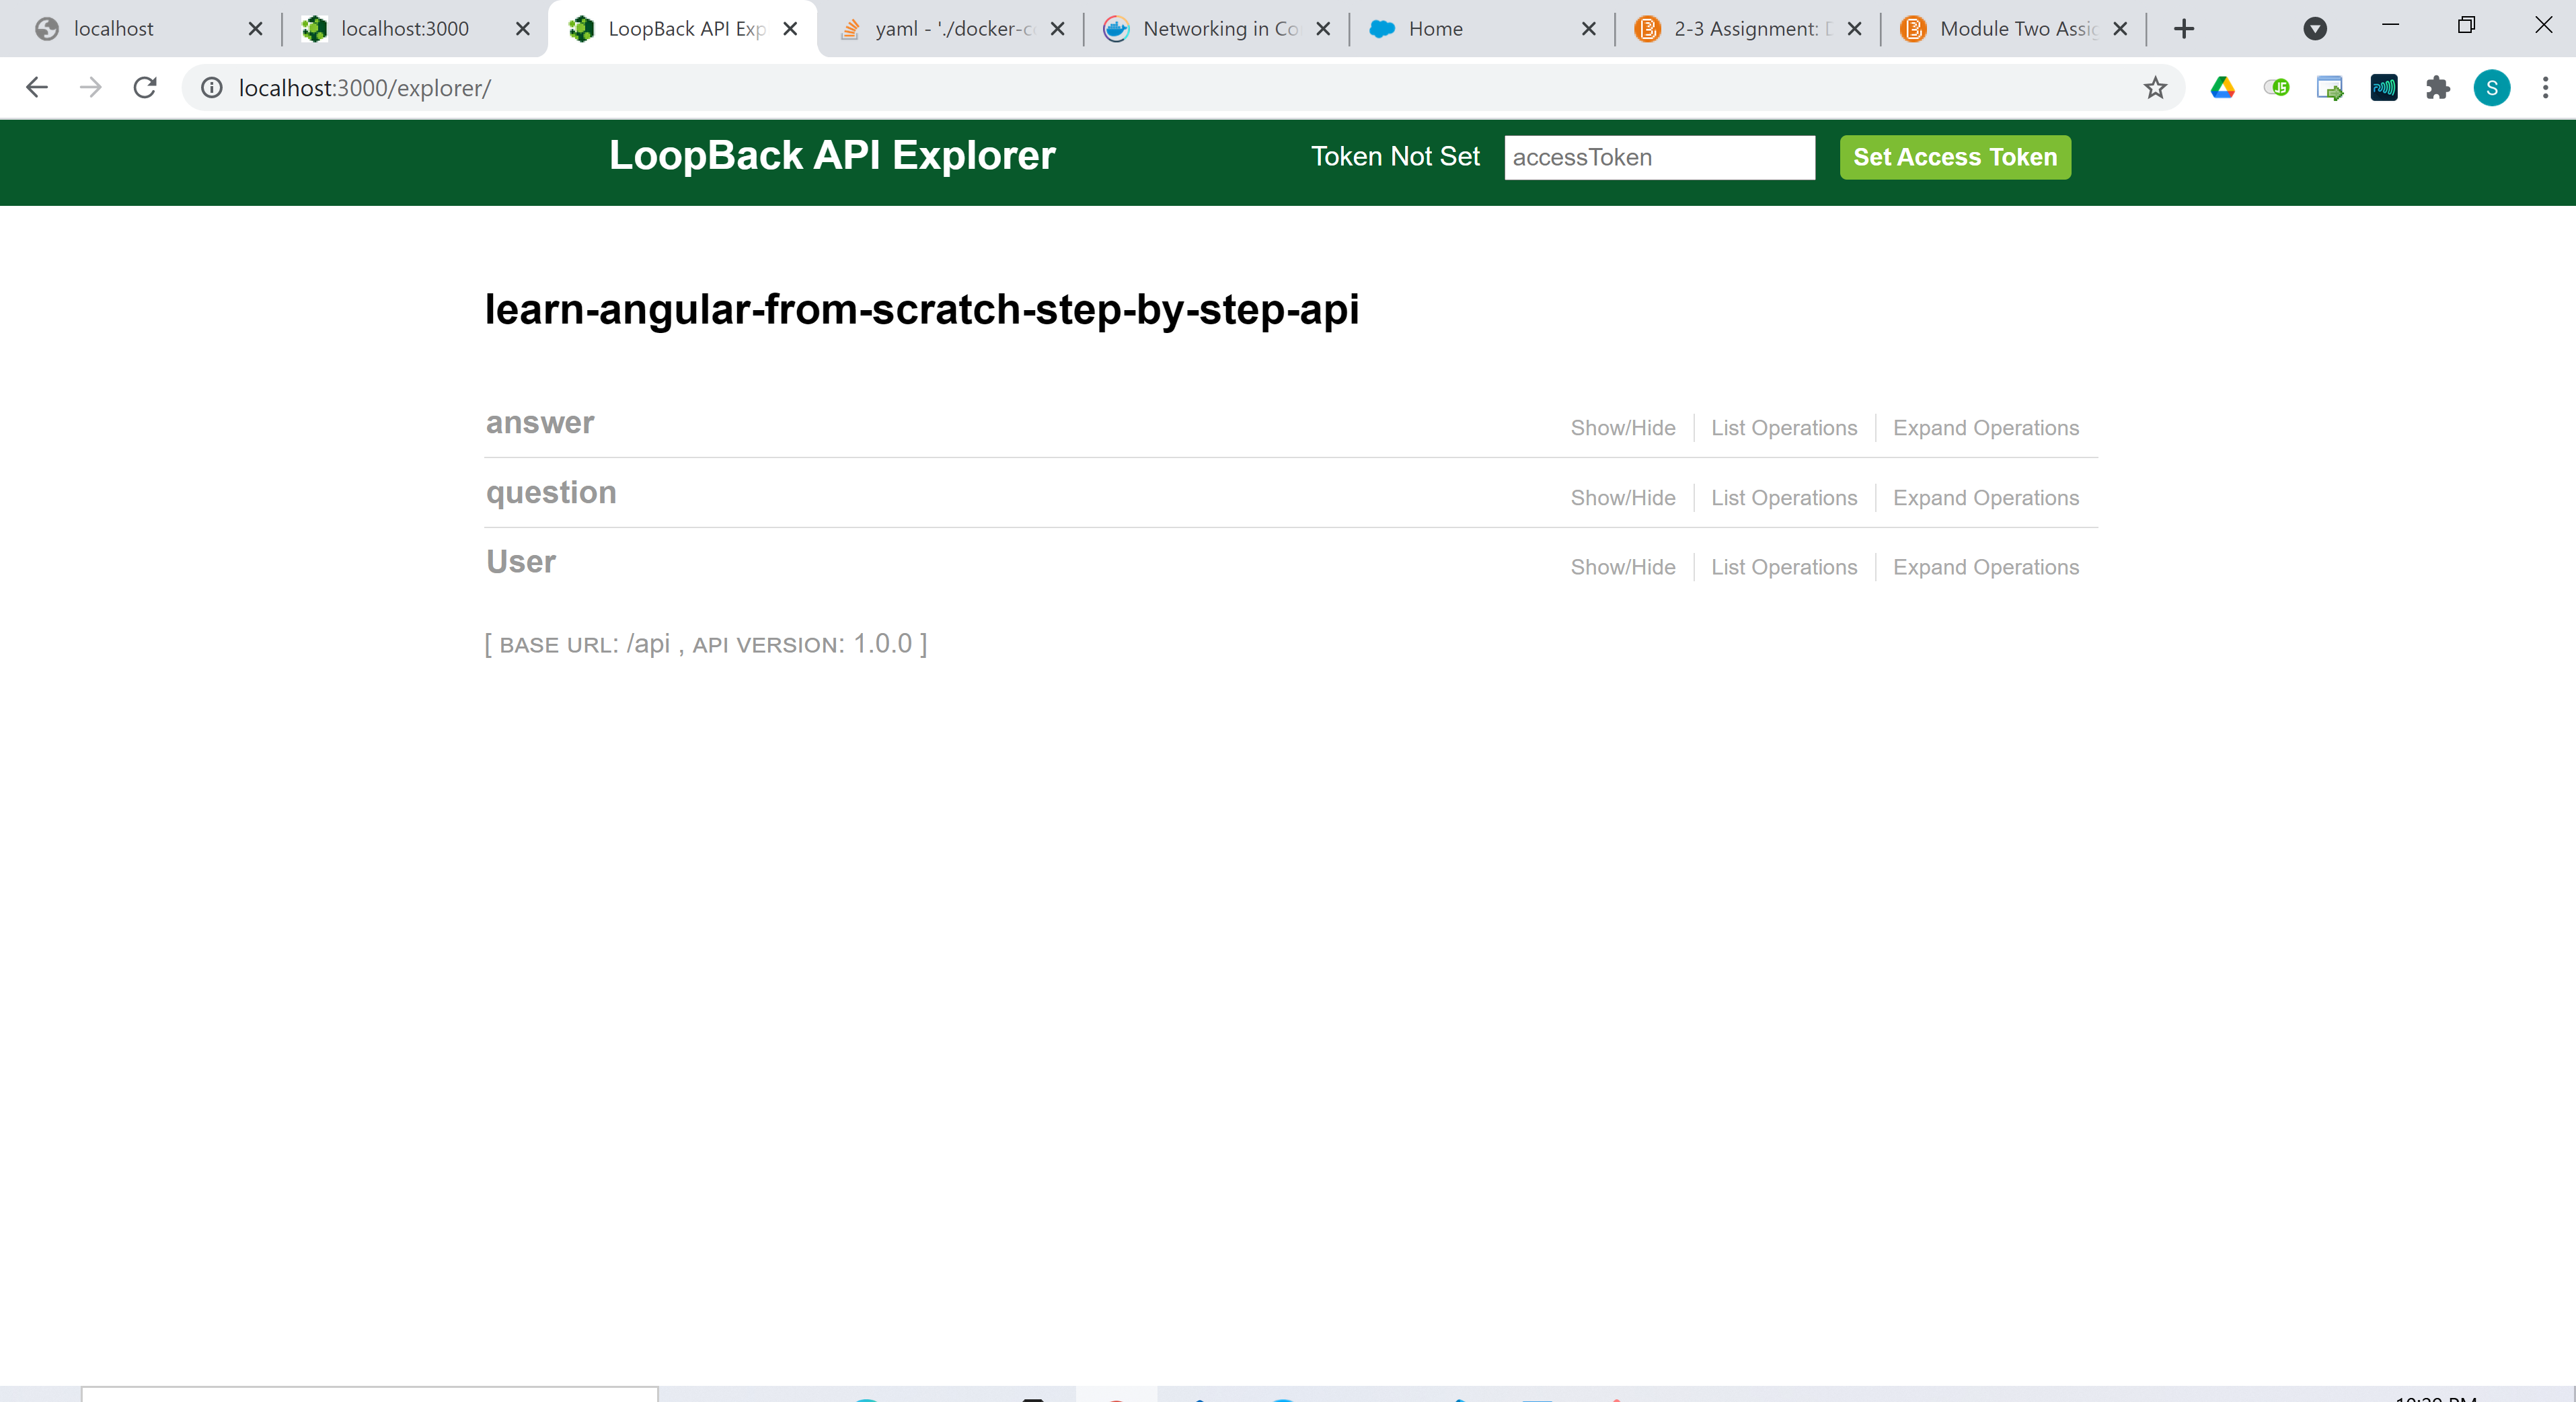 localhost
localhost:3000
LoopBack API Exp
yaml - './docker-c
Networking in Co
Home
2-3 Assignment:
Module Two Assig
localhost:3000/explorer/
JS
S
LoopBack API Explorer
Token Not Set
accessToken
Set Access Token
learn-angular-from-scratch-step-by-step-api
answer
Show/Hide
List Operations
Expand Operations
question
Show/Hide
List Operations
Expand Operations
User
Show/Hide
List Operations
Expand Operations
[ BASE URL: /api , API VERSION: 1.0.0 ]